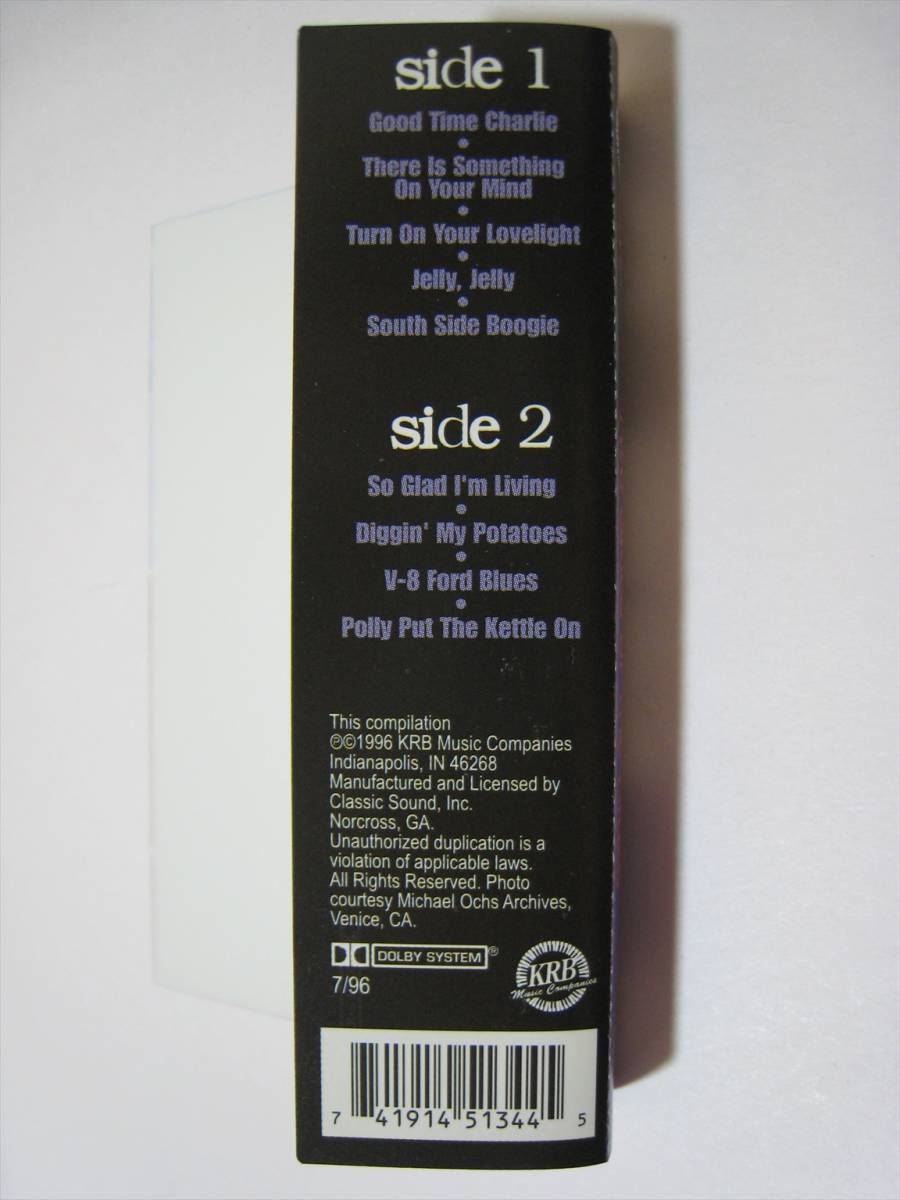 side 1
Good Time Charlie
•
There Is Something
On Your Mind
•
Turn On Your Lovelight
•
Jelly, Jelly
•
South Side Boogie
side 2
So Glad I'm Living
•
Diggin' My Potatoes
•
V-8 Ford Blues
•
Polly Put The Kettle On
This compilation
℗©1996 KRB Music Companies
Indianapolis, IN 46268
Manufactured and Licensed by
Classic Sound, Inc.
Norcross, GA.
Unauthorized duplication is a
violation of applicable laws.
All Rights Reserved. Photo
courtesy Michael Ochs Archives,
Venice, CA.
DOLBY SYSTEM®
7/96
KRB
Music Companies
7 41914 51344 5